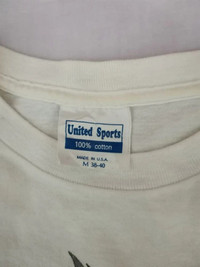 United Sports
100% cotton
MADE IN U.S.A.
M 38-40